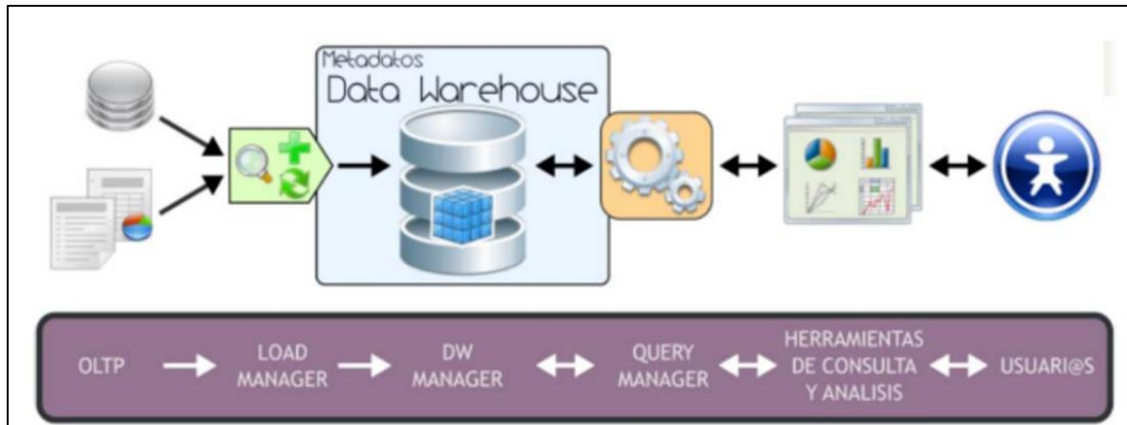 Metadatos
Data Warehouse
OLTP
LOAD
MANAGER
DW
MANAGER
QUERY
MANAGER
HERRAMIENTAS
DE CONSULTA
Y ANALISIS
USUARI@S